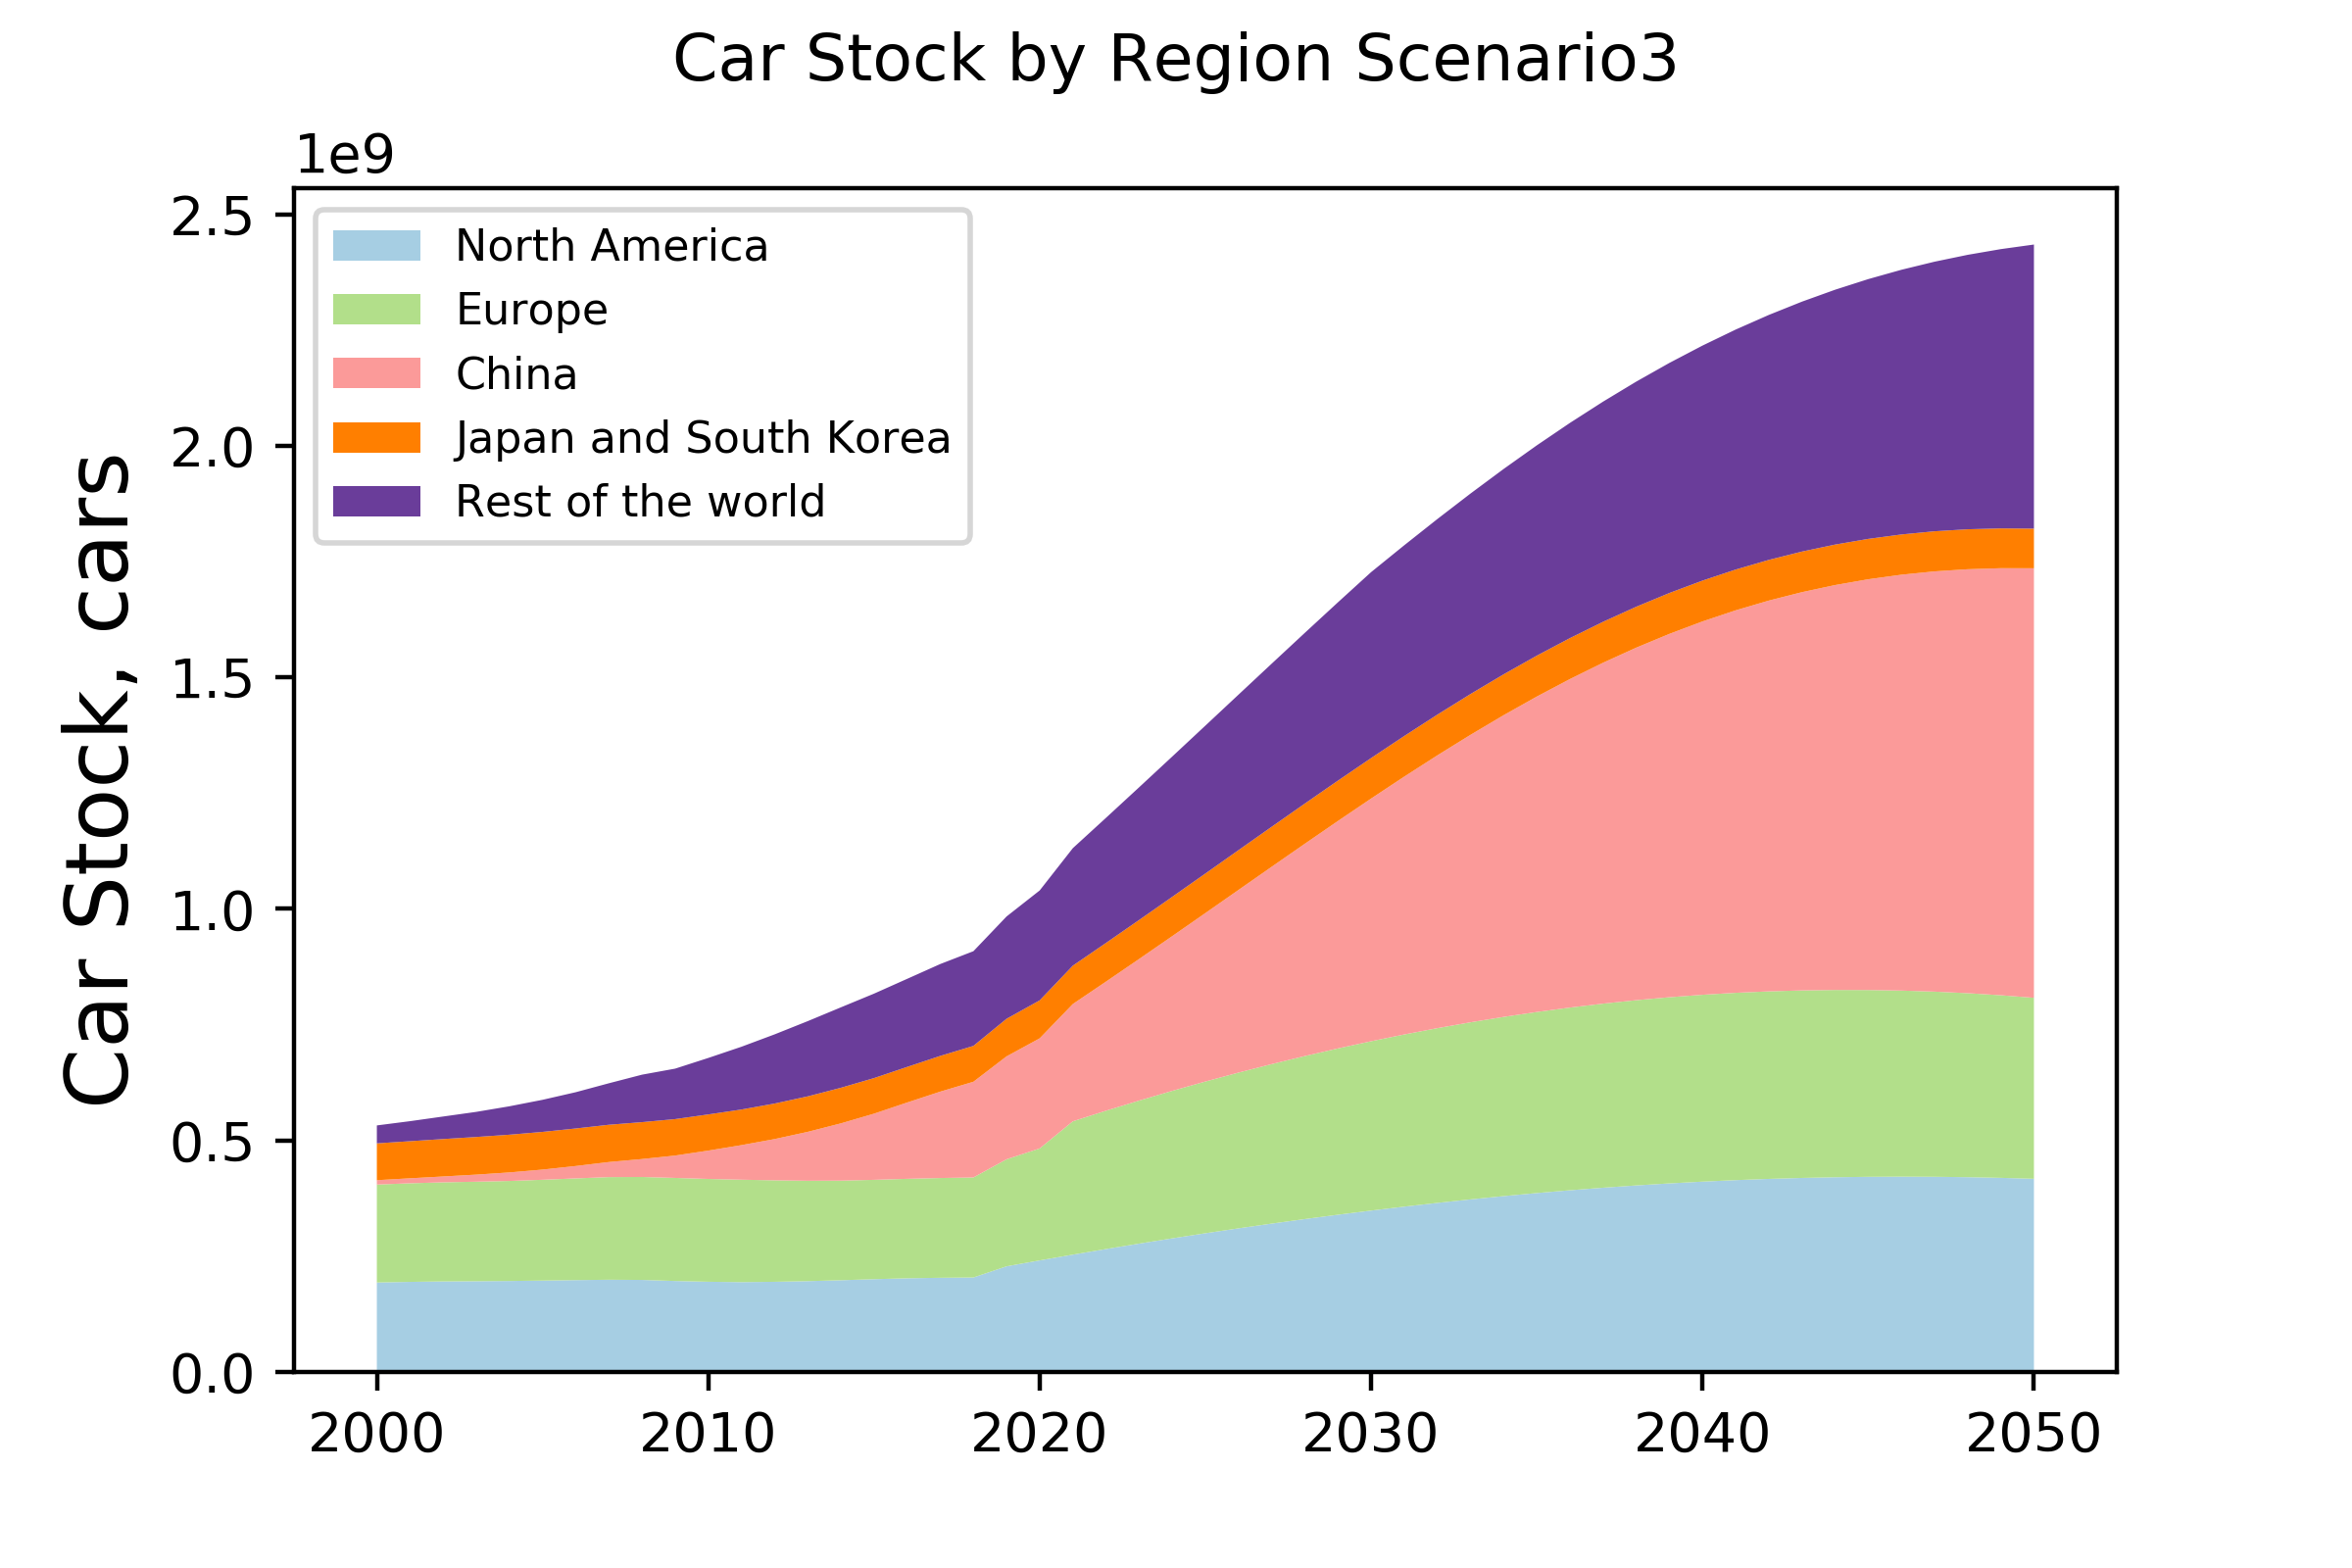 Car Stock by Region Scenario3
1e9
2.5
2.0
1.5
1.0
0.5
0.0
Car Stock, cars
North America
Europe
China
Japan and South Korea
Rest of the world
2000 2010 2020 2030 2040 2050